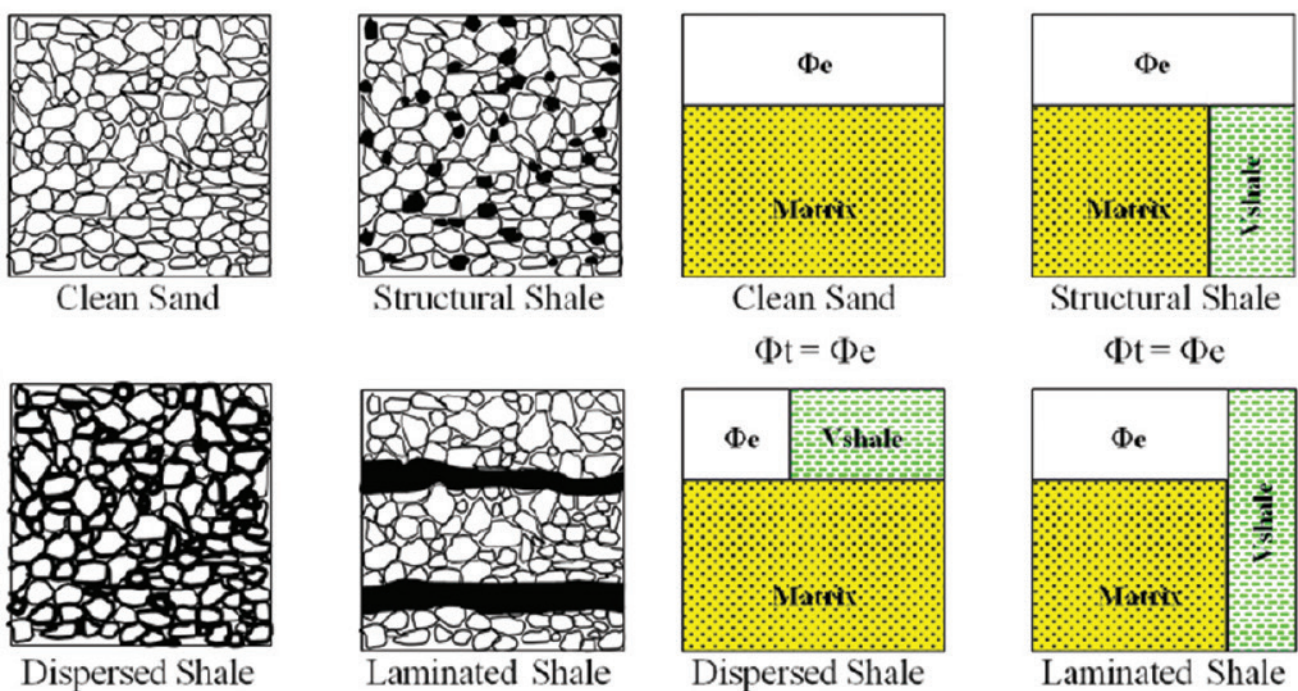 Φe
Matrix
Φe
Matrix
Vshale
Clean Sand
Structural Shale
Clean Sand
Structural Shale
Φt = Φe
Φt = Φe
Φe
Vshale
Matrix
Φe
Matrix
Vshale
Dispersed Shale
Laminated Shale
Dispersed Shale
Laminated Shale